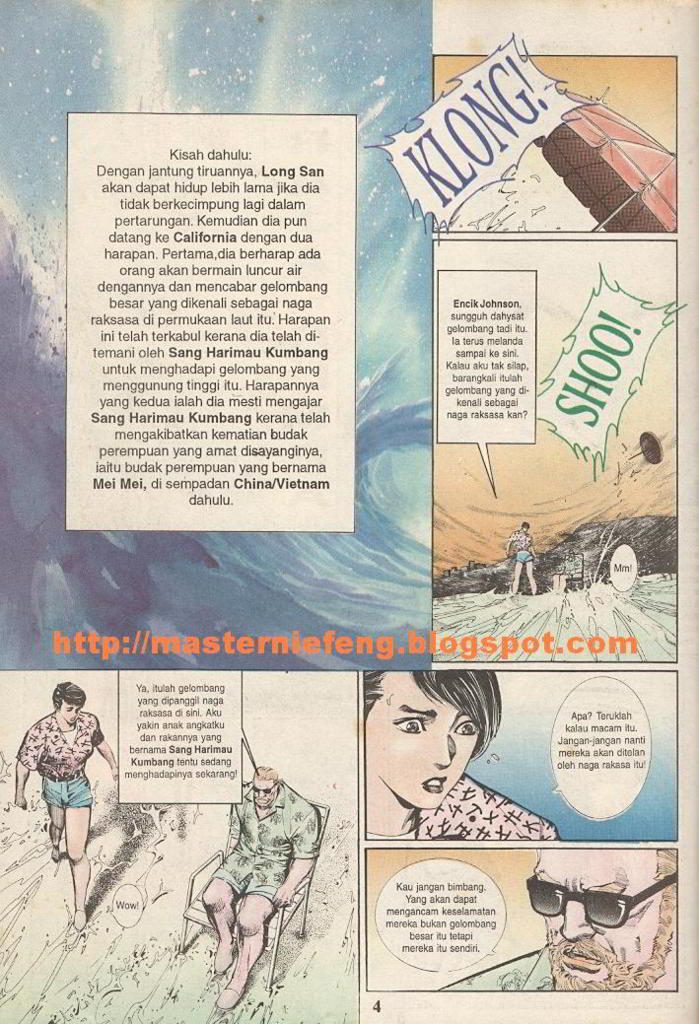 Kisah dahulu:
Dengan jantung tiruannya, Long San
akan dapat hidup lebih lama jika dia
tidak berkecimpung lagi dalam
pertarungan. Kemudian dia pun
datang ke California dengan dua
harapan. Pertama,dia berharap ada
orang akan bermain luncur air
dengannya dan mencabar gelombang
besar yang dikenali sebagai naga
raksasa di permukaan laut itu. Harapan
ini telah terkabul kerana dia telah di-
temani oleh Sang Harimau Kumbang
untuk menghadapi gelombang yang
menggunung tinggi itu. Harapannya
yang kedua ialah dia mesti mengajar
Sang Harimau Kumbang kerana telah
mengakibatkan kematian budak
perempuan yang amat disayanginya,
iaitu budak perempuan yang bernama
Mei Mei, di sempadan China/Vietnam
dahulu.
KLONG!
Encik Johnson,
sungguh dahysat
gelombang tadi itu.
Ia terus melanda
sampai ke sini.
Kalau aku tak silap,
barangkali itulah
gelombang yang di-
kenali sebagai
naga raksasa kan?
SHOO!
Mm!
http://masterniefeng.blogspot.com
Ya, itulah gelombang
yang dipanggil naga
raksasa di sini. Aku
yakin anak angkatku
dan rakannya yang
bernama Sang Harimau
Kumbang tentu sedang
menghadapinya sekarang!
Wow!
Apa? Teruklah
kalau macam itu.
Jangan-jangan nanti
mereka akan ditelan
oleh naga rakasa itu!
Kau jangan bimbang.
Yang akan dapat
mengancam keselamatan
mereka bukan gelombang
besar itu tetapi
mereka itu sendiri.
4